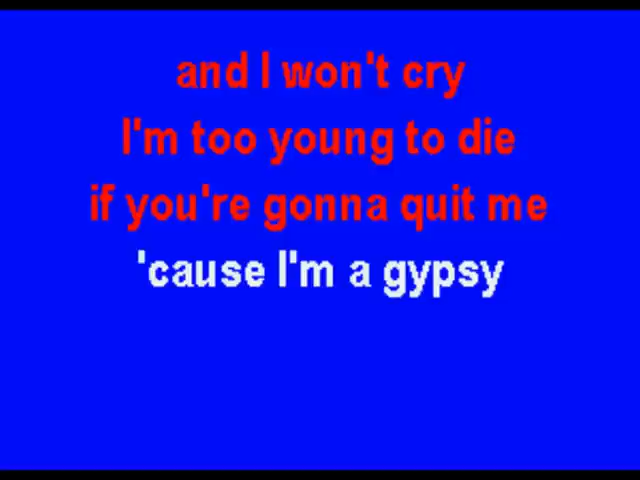 and I won't cry
I'm too young to die
if you're gonna quit me
'cause I'm a gypsy